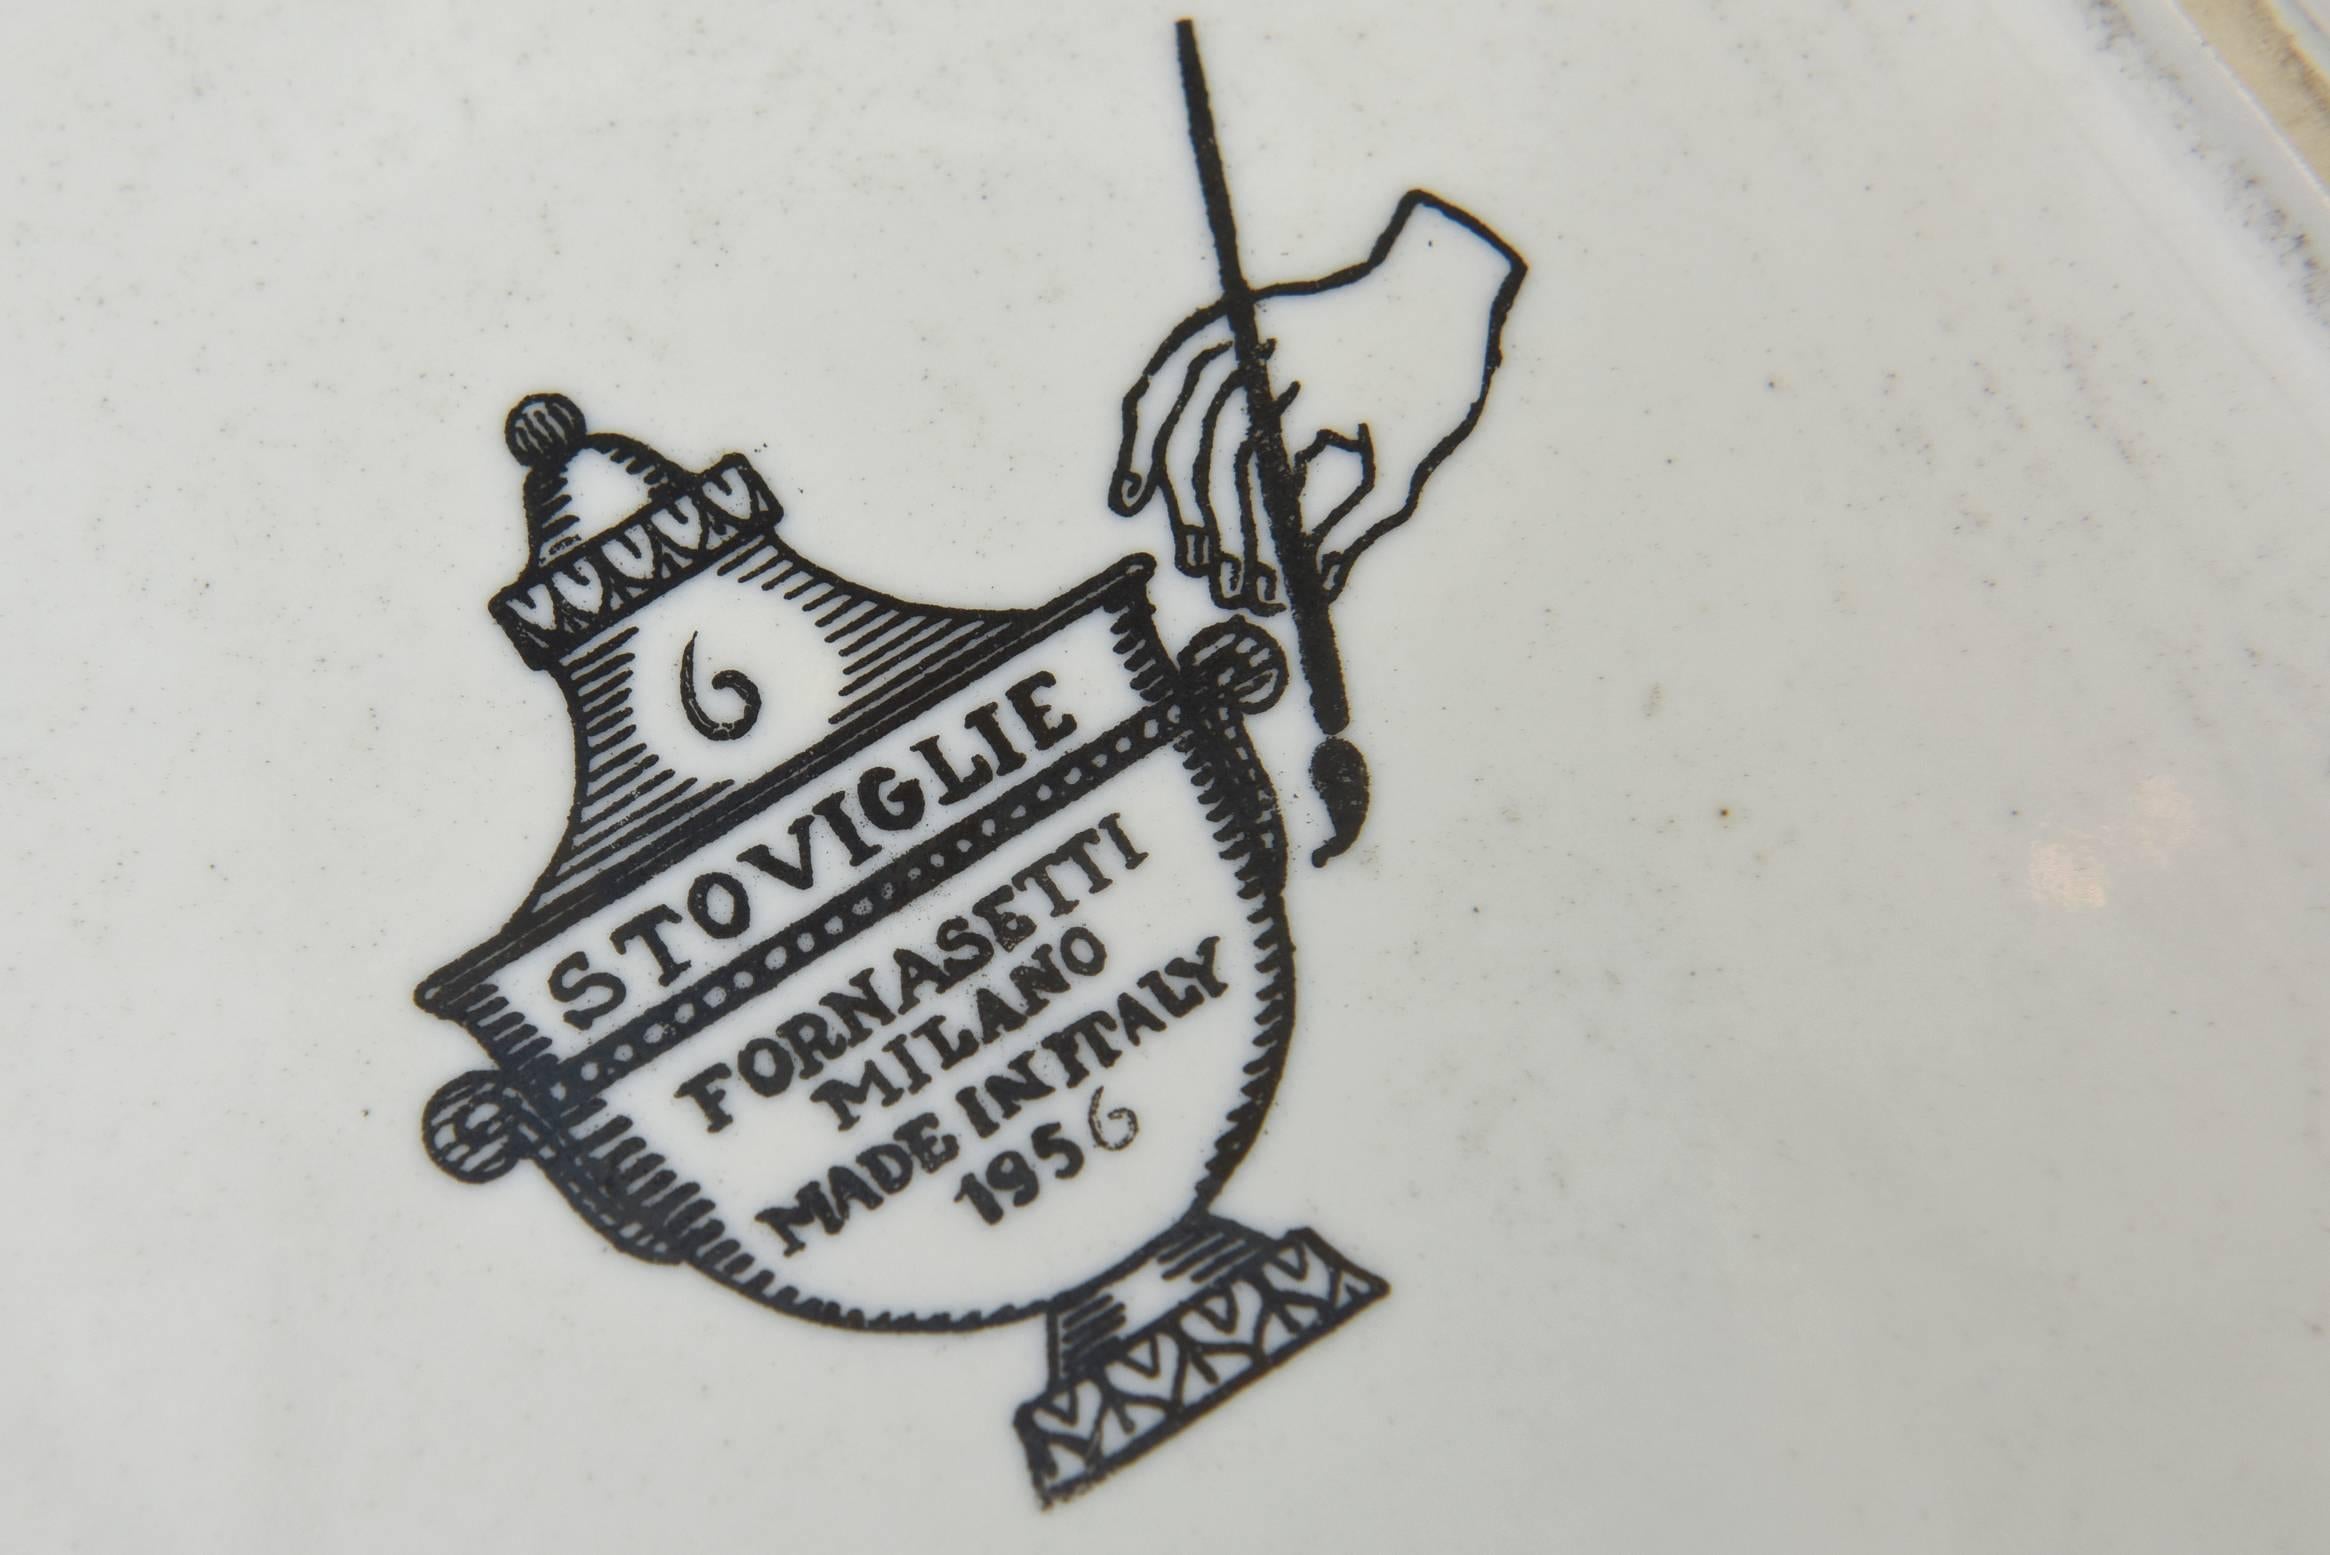 6
STOVIGLIE
FORNASETTI
MILANO
MADE IN ITALY
1956